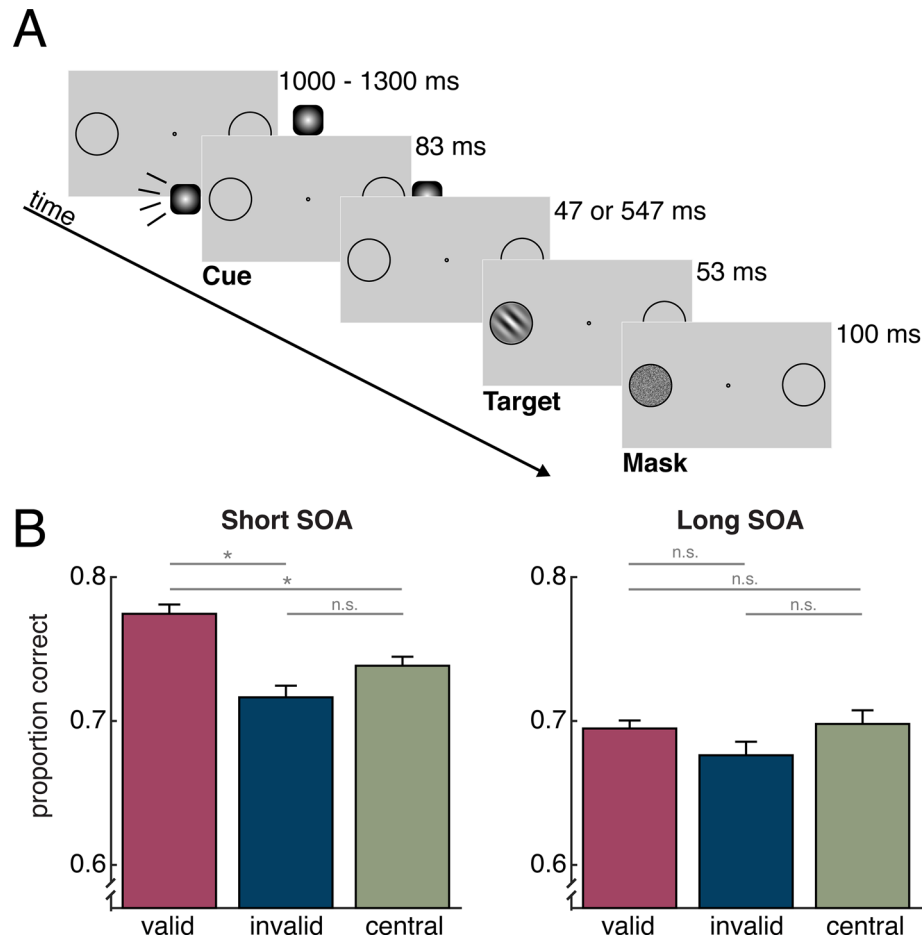 A
1000 - 1300 ms
83 ms
time
47 or 547 ms
Cue
53 ms
Target
100 ms
Mask
B
Short SOA
Long SOA
* 
n.s.
0.8
*
n.s.
0.8
n.s.
n.s.
proportion correct
0.7
0.7
0.6
0.6
valid invalid central
valid invalid central